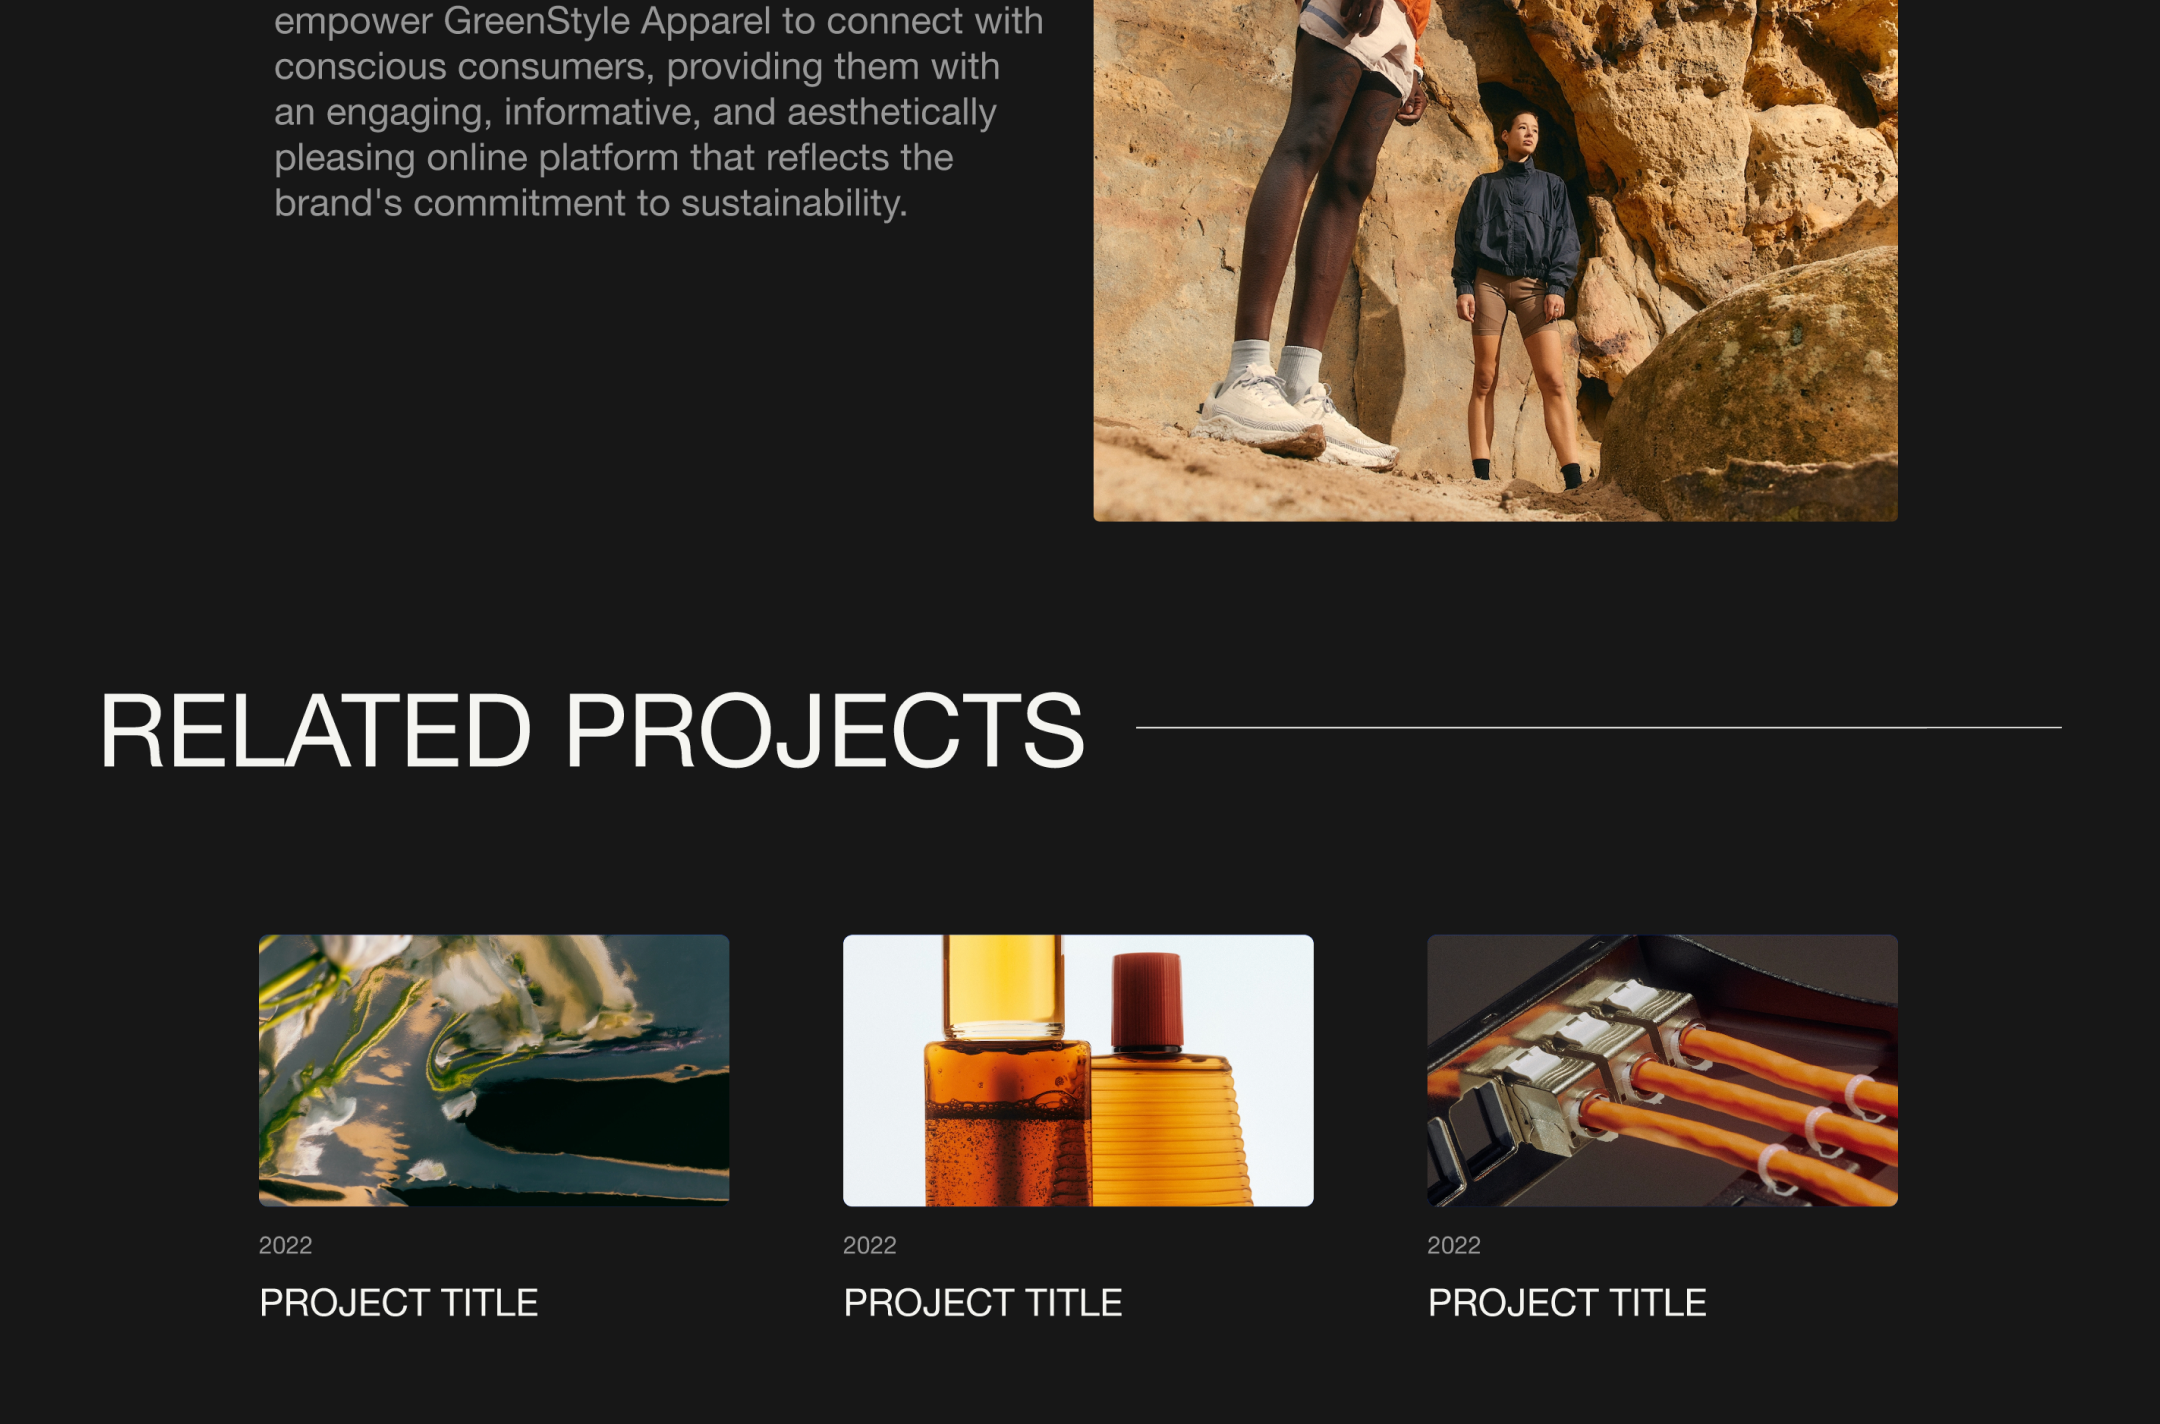 empower GreenStyle Apparel to connect with
conscious consumers, providing them with
an engaging, informative, and aesthetically
pleasing online platform that reflects the
brand's commitment to sustainability.
RELATED PROJECTS
2022
PROJECT TITLE
2022
PROJECT TITLE
2022
PROJECT TITLE